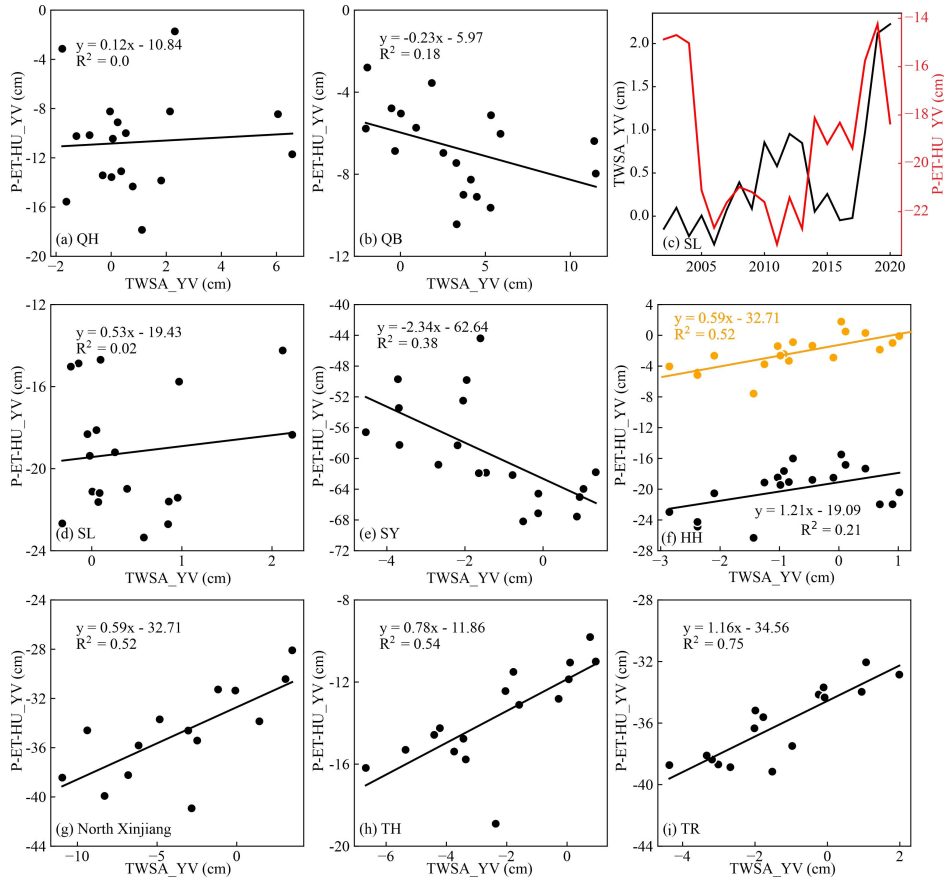 0
-4
-8
-12
-16
-20
P-ET-HU_YV (cm)
y = 0.12x - 10.84
R² = 0.0
(a) QH
−2
0
2
4
6
TWSA_YV (cm)
0
-4
-8
-12
P-ET-HU_YV (cm)
y = -0.23x - 5.97
R² = 0.18
(b) QB
0
5
10
TWSA_YV (cm)
2.0
1.5
1.0
0.5
0.0
TWSA_YV (cm)
(c) SL
2005
2010
2015
2020
−14
−16
−18
−20
−22
P-ET-HU_YV (cm)
-12
-16
-20
-24
P-ET-HU_YV (cm)
y = 0.53x - 19.43
R² = 0.02
(d) SL
0
1
2
TWSA_YV (cm)
-40
-44
-48
-52
-56
-60
-64
-68
-72
P-ET-HU_YV (cm)
y = -2.34x - 62.64
R² = 0.38
(e) SY
−4
−2
0
TWSA_YV (cm)
4
0
-4
-8
-12
-16
-20
-24
-28
P-ET-HU_YV (cm)
y = 0.59x - 32.71
R² = 0.52
y = 1.21x - 19.09
R² = 0.21
(f) HH
−3
−2
−1
0
1
TWSA_YV (cm)
-24
-28
-32
-36
-40
-44
P-ET-HU_YV (cm)
y = 0.59x - 32.71
R² = 0.52
(g) North Xinjiang
−10
−5
0
TWSA_YV (cm)
-8
-12
-16
-20
P-ET-HU_YV (cm)
y = 0.78x - 11.86
R² = 0.54
(h) TH
−6
−4
−2
0
TWSA_YV (cm)
-28
-32
-36
-40
-44
P-ET-HU_YV (cm)
y = 1.16x - 34.56
R² = 0.75
(i) TR
−4
−2
0
2
TWSA_YV (cm)